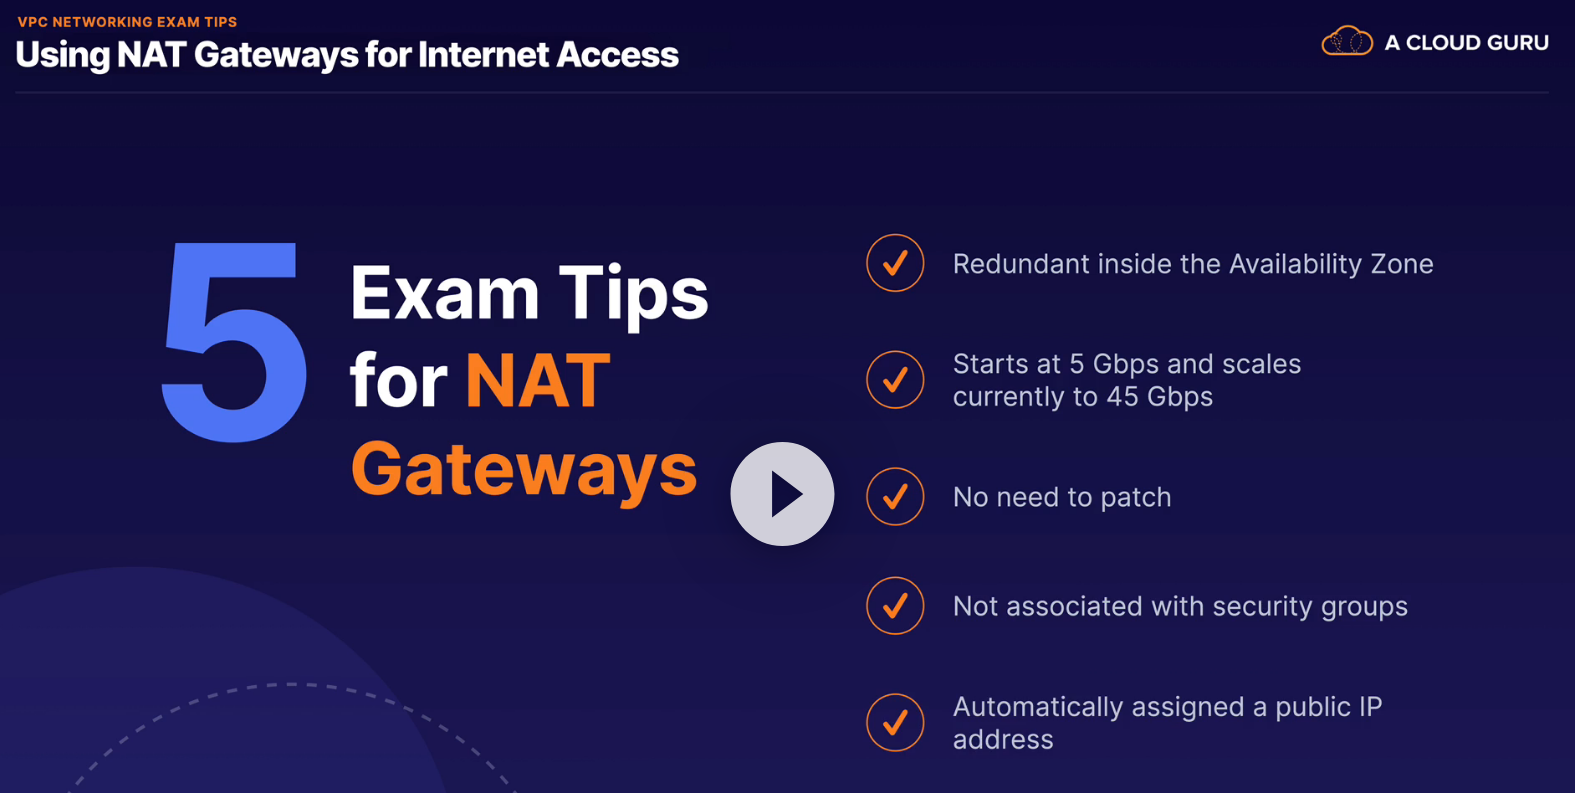 VPC NETWORKING EXAM TIPS
Using NAT Gateways for Internet Access
A CLOUD GURU
5
Exam Tips
for NAT
Gateways
Redundant inside the Availability Zone
Starts at 5 Gbps and scales
currently to 45 Gbps
No need to patch
Not associated with security groups
Automatically assigned a public IP
address